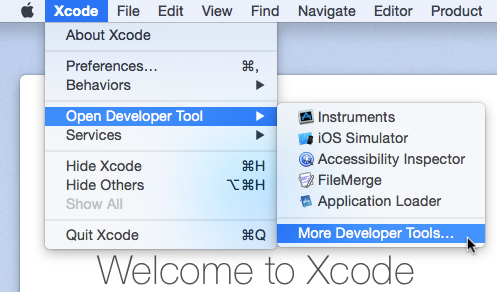 Xcode File Edit View Find Navigate Editor Product
About Xcode
Preferences… ⌘,
Behaviors ▶
Open Developer Tool ▶
Services ▶
Hide Xcode ⌘H
Hide Others ⌥⌘H
Show All
Quit Xcode ⌘Q
Instruments
iOS Simulator
Accessibility Inspector
FileMerge
Application Loader
More Developer Tools…
Welcome to Xcode